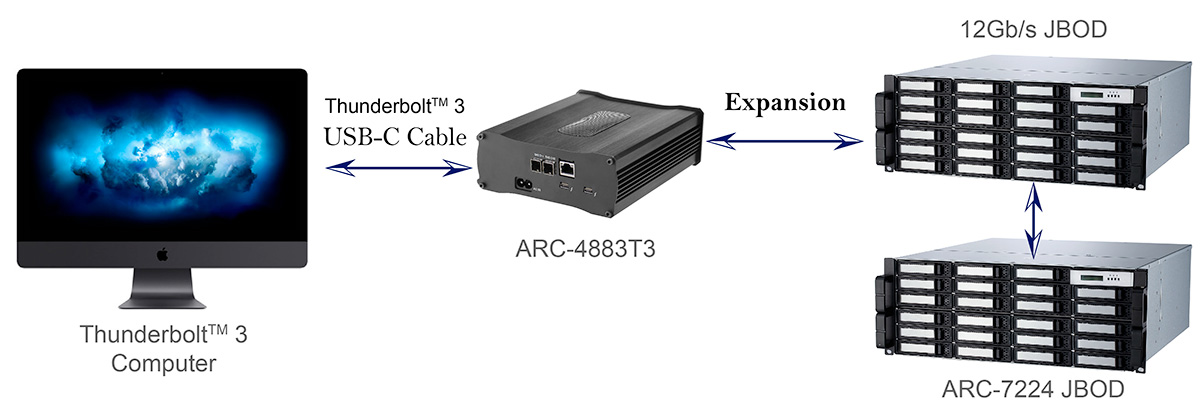 12Gb/s JBOD
Thunderbolt™ 3
USB-C Cable
Expansion
ARC-4883T3
Thunderbolt™ 3
Computer
ARC-7224 JBOD